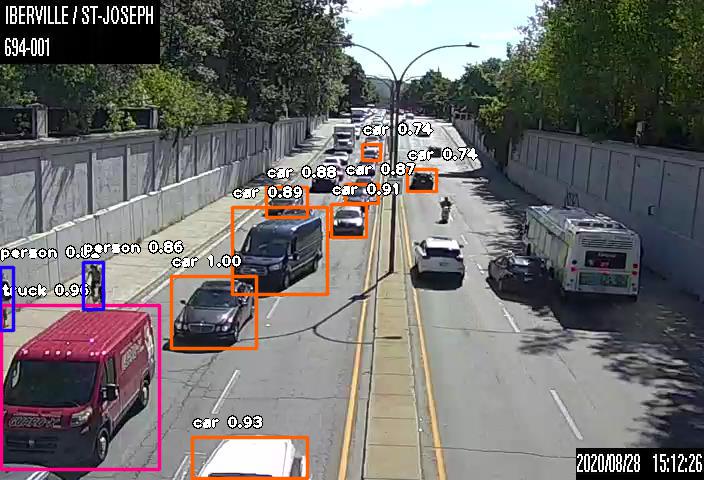 IBERVILLE / ST-JOSEPH
694-001
car 0.74
car 0.74
car 0.87
car 0.88
car 0.91
car 0.89
person 0.86
car 1.00
truck 0.96
car 0.93
2020/08/28 15:12:26